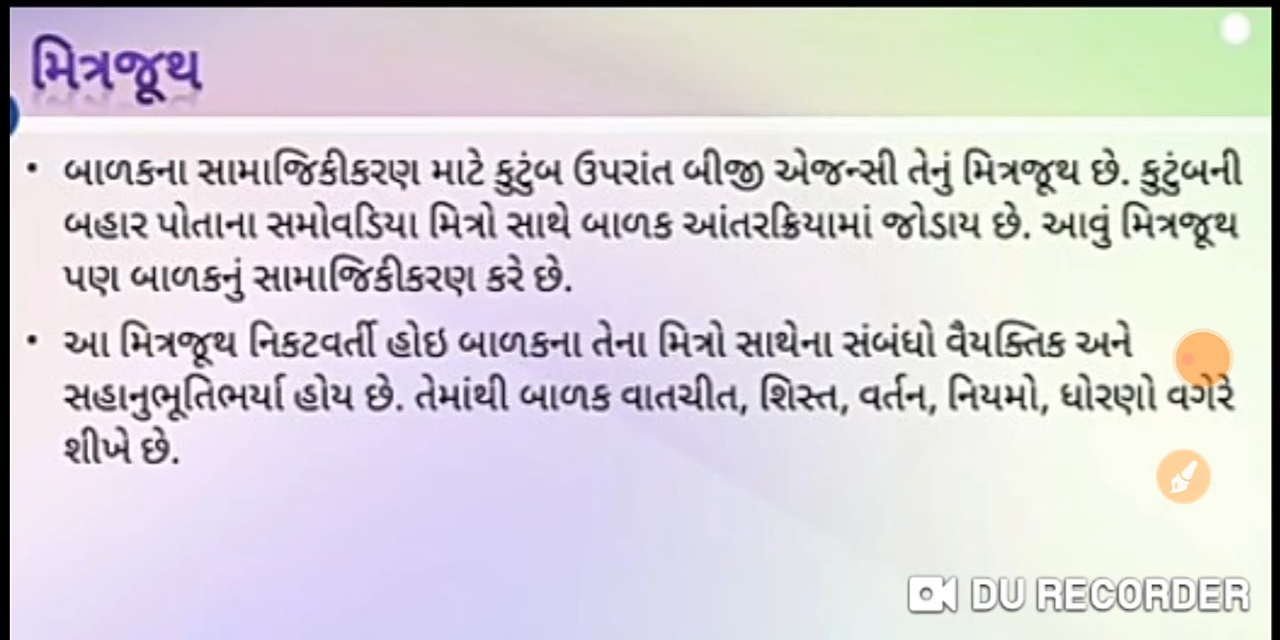 મિત્રજૂથ
• બાળકના સામાજિકીકરણ માટે કુટુંબ ઉપરાંત બીજી એજન્સી તેનું મિત્રજૂથ છે. કુટુંબની
બહાર પોતાના સમોવડિયા મિત્રો સાથે બાળક આંતરક્રિયામાં જોડાય છે. આવું મિત્રજૂથ
પણ બાળકનું સામાજિકીકરણ કરે છે.
• આ મિત્રજૂથ નિકટવર્તી હોઇ બાળકના તેના મિત્રો સાથેના સંબંધો વૈયક્તિક અને
સહાનુભૂતિભર્યા હોય છે. તેમાંથી બાળક વાતચીત, શિસ્ત, વર્તન, નિયમો, ધોરણો વગેરે
શીખે છે.
DU RECORDER